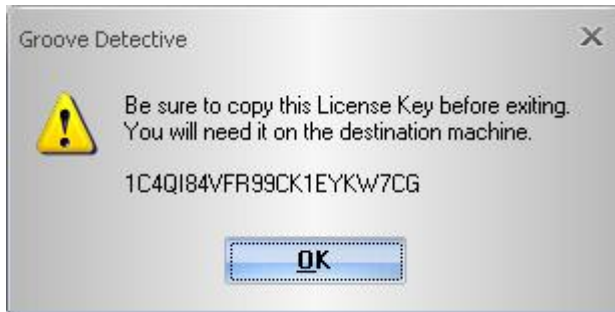 Groove Detective
Be sure to copy this License Key before exiting.
You will need it on the destination machine.
1C4QI84VFR99CK1EYKW7CG
OK